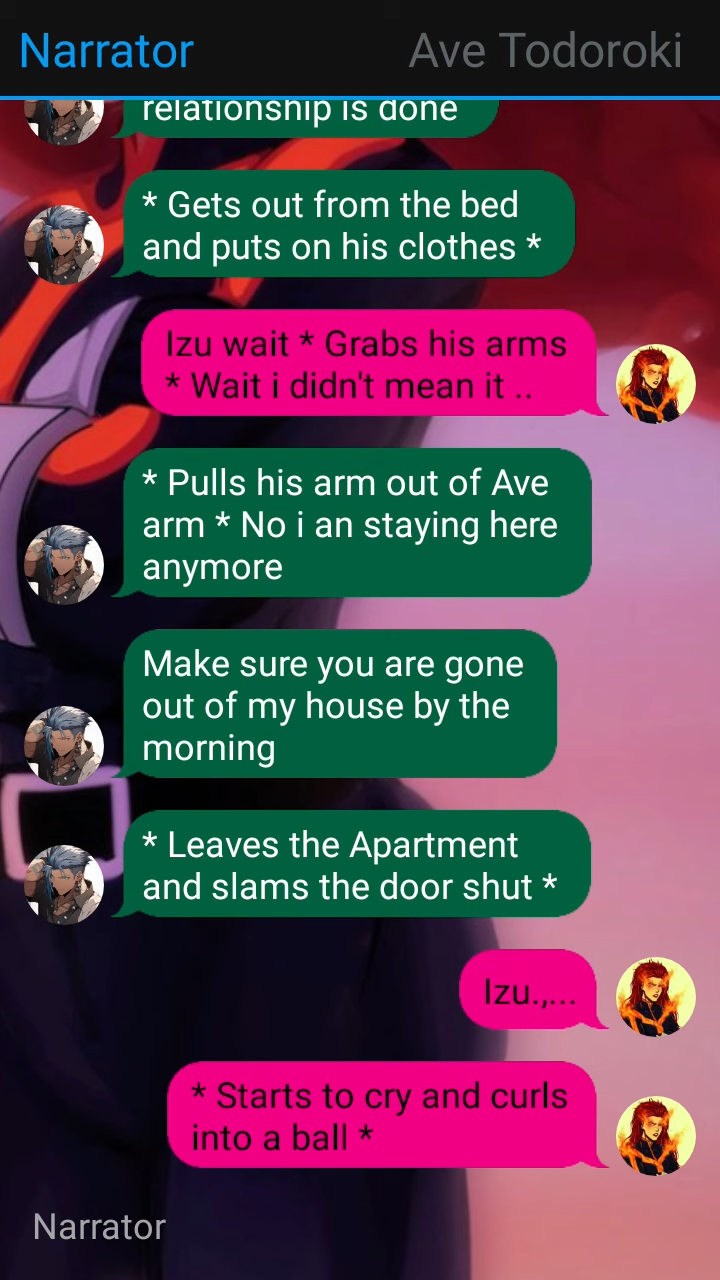 Narrator Ave Todoroki
relationship is done
* Gets out from the bed
and puts on his clothes *
Izu wait * Grabs his arms
* Wait i didn't mean it ..
* Pulls his arm out of Ave
arm * No i an staying here
anymore
Make sure you are gone
out of my house by the
morning
* Leaves the Apartment
and slams the door shut *
Izu.,...
* Starts to cry and curls
into a ball *
Narrator